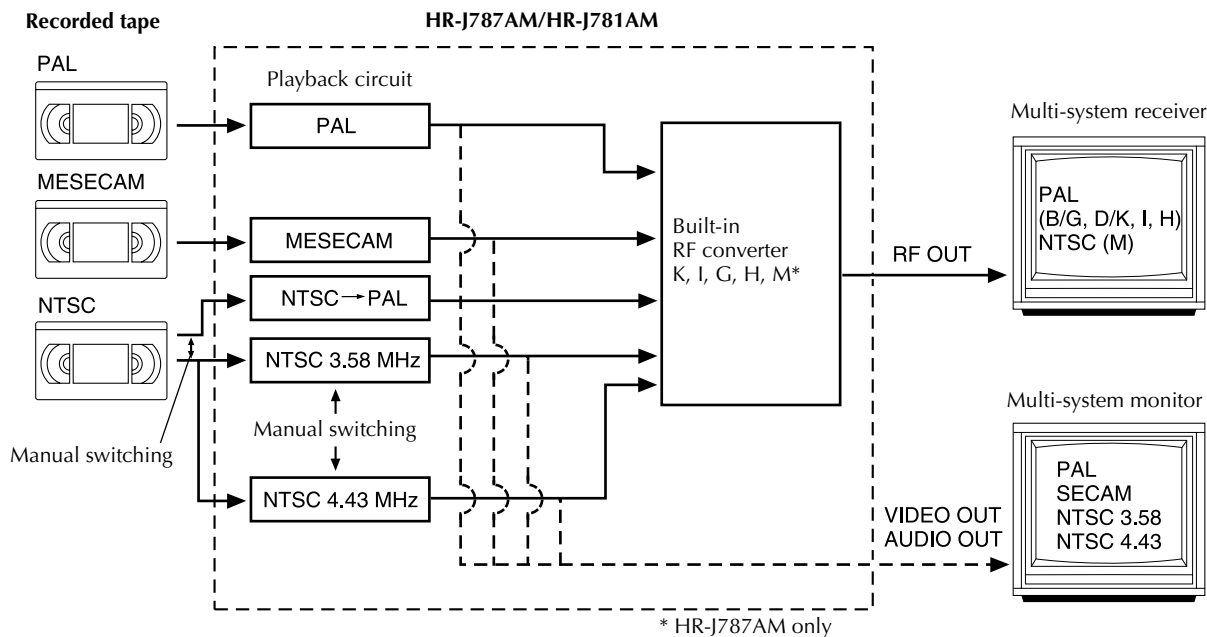 Recorded tape
HR-J787AM/HR-J781AM
PAL
Playback circuit
PAL
MESECAM
MESECAM
NTSC→PAL
NTSC
NTSC 3.58 MHz
Manual switching
Manual switching
NTSC 4.43 MHz
Built-in
RF converter
K, I, G, H, M*
RF OUT
Multi-system receiver
PAL
(B/G, D/K, I, H)
NTSC (M)
Multi-system monitor
PAL
SECAM
NTSC 3.58
NTSC 4.43
VIDEO OUT
AUDIO OUT
* HR-J787AM only